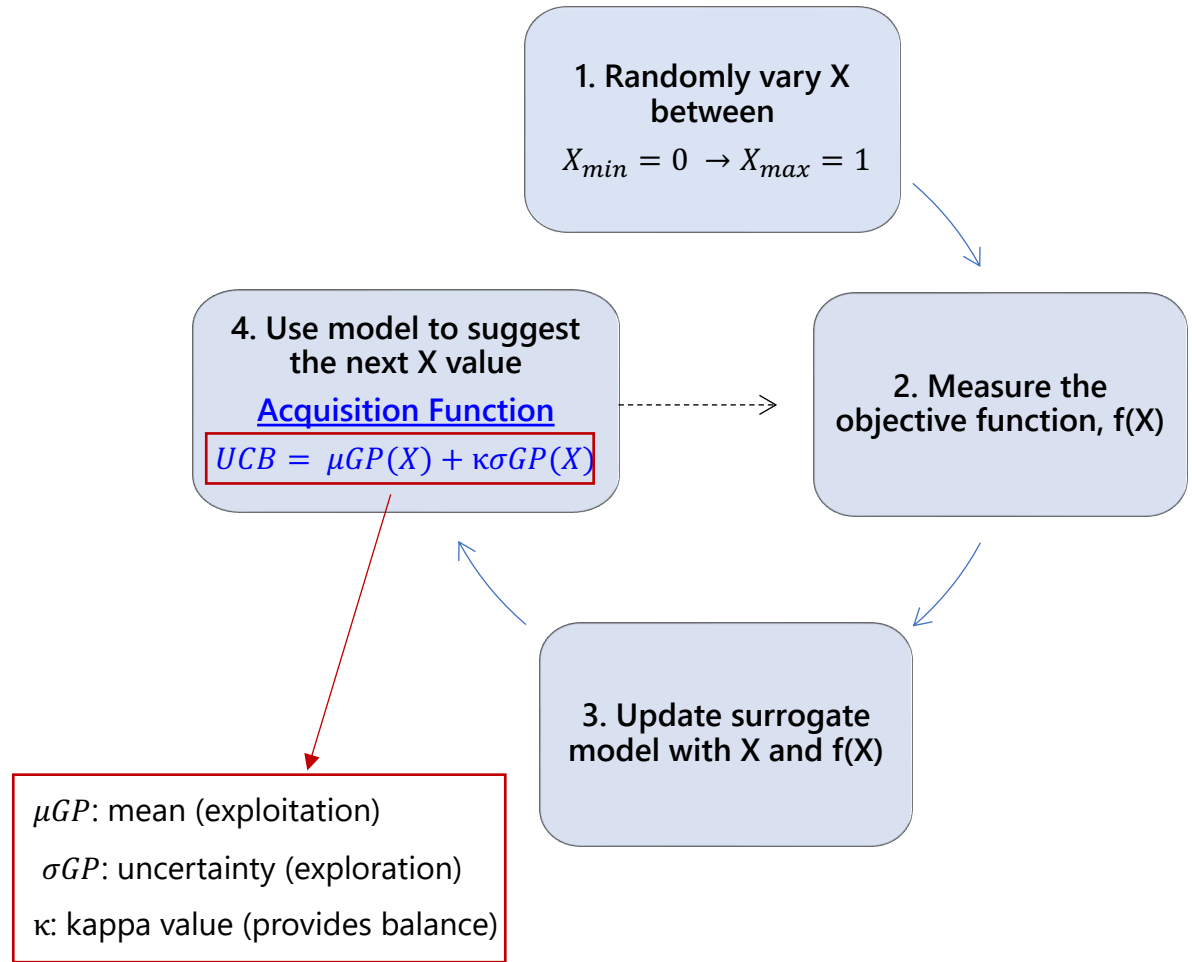 1. Randomly vary X
between
X_min = 0 → X_max = 1
4. Use model to suggest
the next X value
Acquisition Function
UCB = μGP(X) + κσGP(X)
2. Measure the
objective function, f(X)
3. Update surrogate
model with X and f(X)
μGP: mean (exploitation)
σGP: uncertainty (exploration)
κ: kappa value (provides balance)